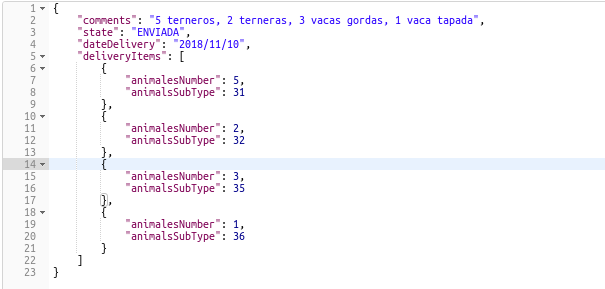 1 {
2 "comments": "5 terneros, 2 terneras, 3 vacas gordas, 1 vaca tapada",
3 "state": "ENVIADA",
4 "dateDelivery": "2018/11/10",
5 "deliveryItems": [
6 {
7 "animalesNumber": 5,
8 "animalsSubType": 31
9 },
10 {
11 "animalesNumber": 2,
12 "animalsSubType": 32
13 },
14 {
15 "animalesNumber": 3,
16 "animalsSubType": 35
17 },
18 {
19 "animalesNumber": 1,
20 "animalsSubType": 36
21 }
22 ]
23 }